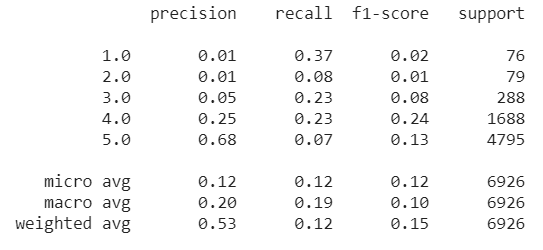 precision recall f1-score support
1.0 0.01 0.37 0.02 76
2.0 0.01 0.08 0.01 79
3.0 0.05 0.23 0.08 288
4.0 0.25 0.23 0.24 1688
5.0 0.68 0.07 0.13 4795
micro avg 0.12 0.12 0.12 6926
macro avg 0.20 0.19 0.10 6926
weighted avg 0.53 0.12 0.15 6926